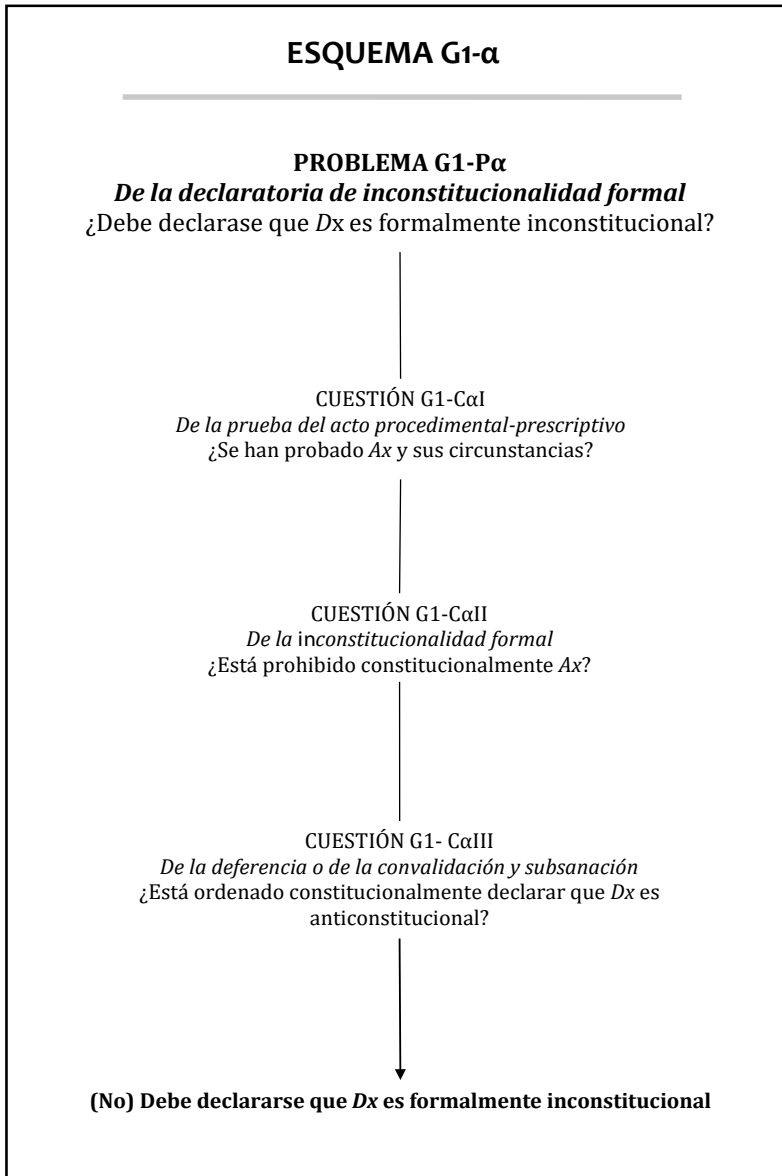 ESQUEMA G1-α
PROBLEMA G1-Pα
De la declaratoria de inconstitucionalidad formal
¿Debe declarase que Dx es formalmente inconstitucional?
CUESTIÓN G1-CαI
De la prueba del acto procedimental-prescriptivo
¿Se han probado Ax y sus circunstancias?
CUESTIÓN G1-CαII
De la inconstitucionalidad formal
¿Está prohibido constitucionalmente Ax?
CUESTIÓN G1- CαIII
De la deferencia o de la convalidación y subsanación
¿Está ordenado constitucionalmente declarar que Dx es
anticonstitucional?
(No) Debe declararse que Dx es formalmente inconstitucional